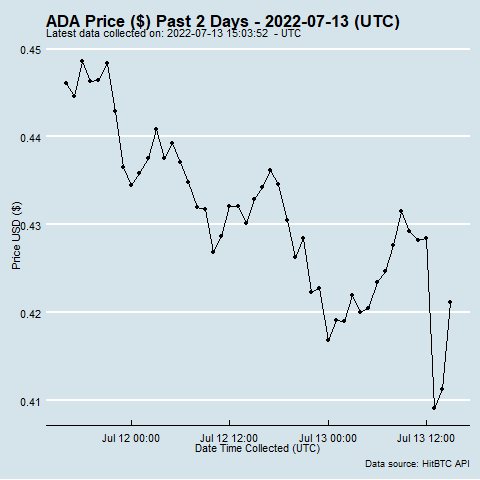 ADA Price ($) Past 2 Days - 2022-07-13 (UTC)
Latest data collected on: 2022-07-13 15:03:52 - UTC
0.45
0.44
0.43
0.42
0.41
Price USD ($)
Jul 12 00:00 Jul 12 12:00 Jul 13 00:00 Jul 13 12:00
Date Time Collected (UTC)
Data source: HitBTC API